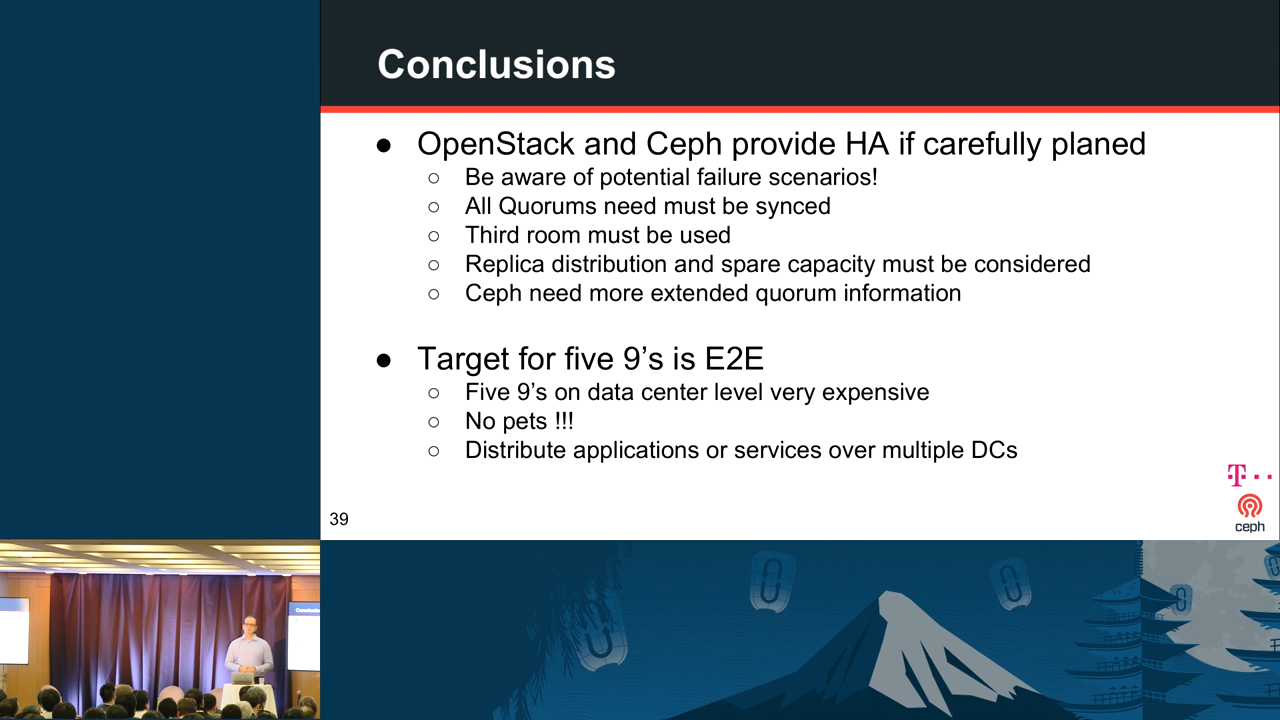 Conclusions
● OpenStack and Ceph provide HA if carefully planed
○ Be aware of potential failure scenarios!
○ All Quorums need must be synced
○ Third room must be used
○ Replica distribution and spare capacity must be considered
○ Ceph need more extended quorum information
● Target for five 9’s is E2E
○ Five 9’s on data center level very expensive
○ No pets !!!
○ Distribute applications or services over multiple DCs
T
ceph
39